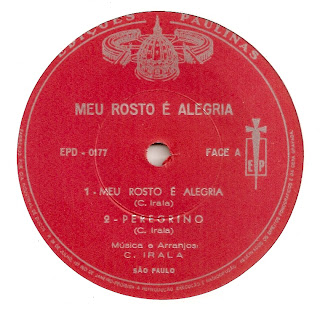 EDIÇÕES PAULINAS
MEU ROSTO É ALEGRIA
EPD - 0177
FACE A
E P
1 - MEU ROSTO É ALEGRIA
(C. Irala)
2 - PEREGRINO
(C. Irala)
Música e Arranjos:
C. IRALA
SÃO PAULO